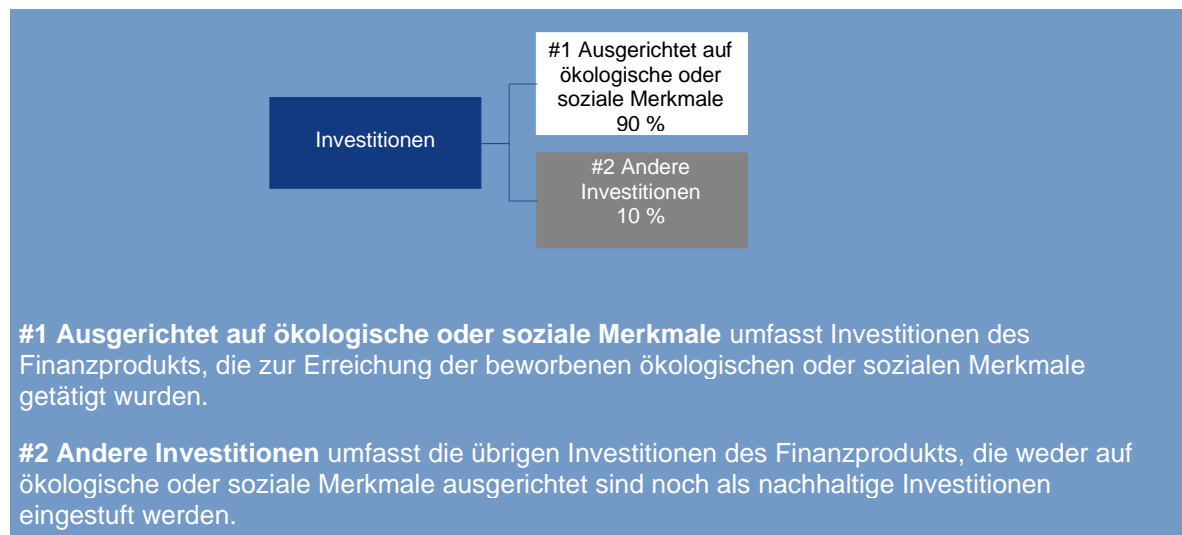 #1 Ausgerichtet auf
ökologische oder
soziale Merkmale
90 %
Investitionen
#2 Andere
Investitionen
10 %
#1 Ausgerichtet auf ökologische oder soziale Merkmale umfasst Investitionen des
Finanzprodukts, die zur Erreichung der beworbenen ökologischen oder sozialen Merkmale
getätigt wurden.
#2 Andere Investitionen umfasst die übrigen Investitionen des Finanzprodukts, die weder auf
ökologische oder soziale Merkmale ausgerichtet sind noch als nachhaltige Investitionen
eingestuft werden.